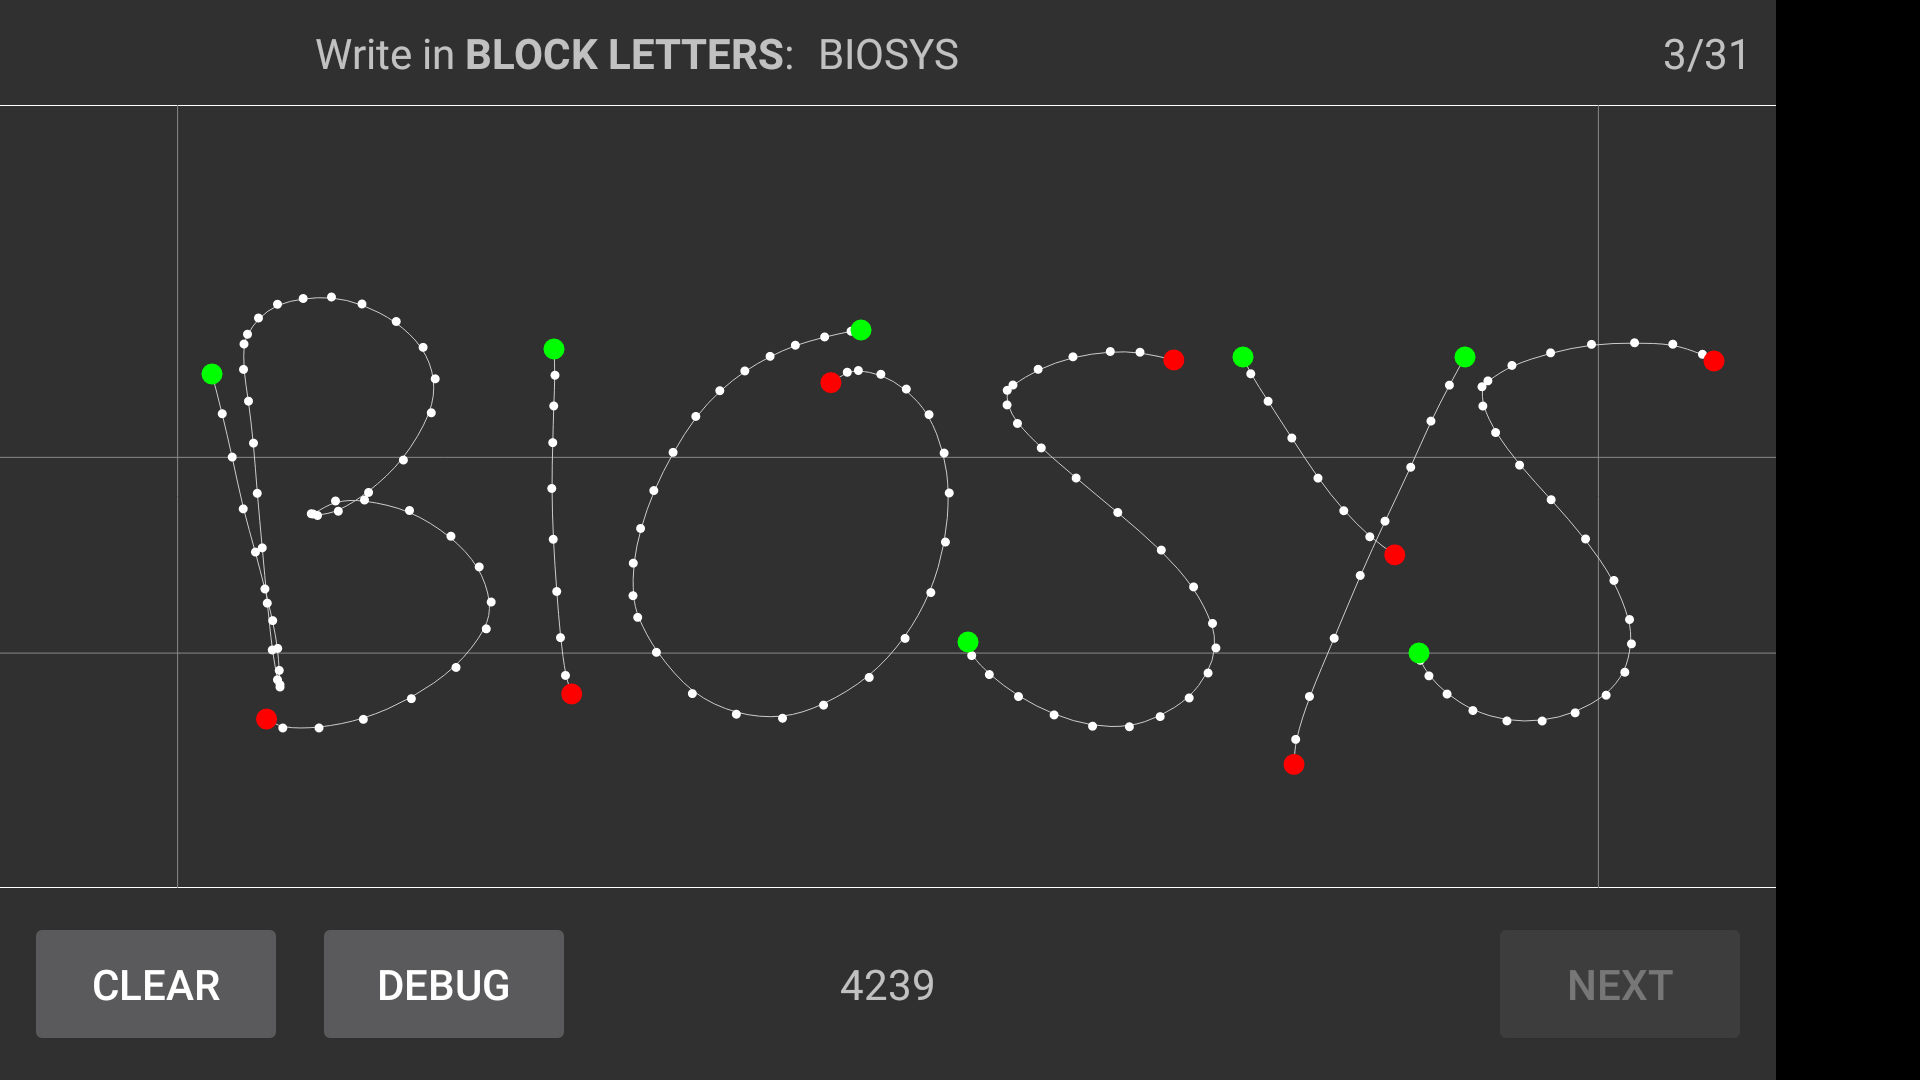 Write in BLOCK LETTERS: BIOSYS 3/31
BIOSYS
CLEAR DEBUG 4239 NEXT